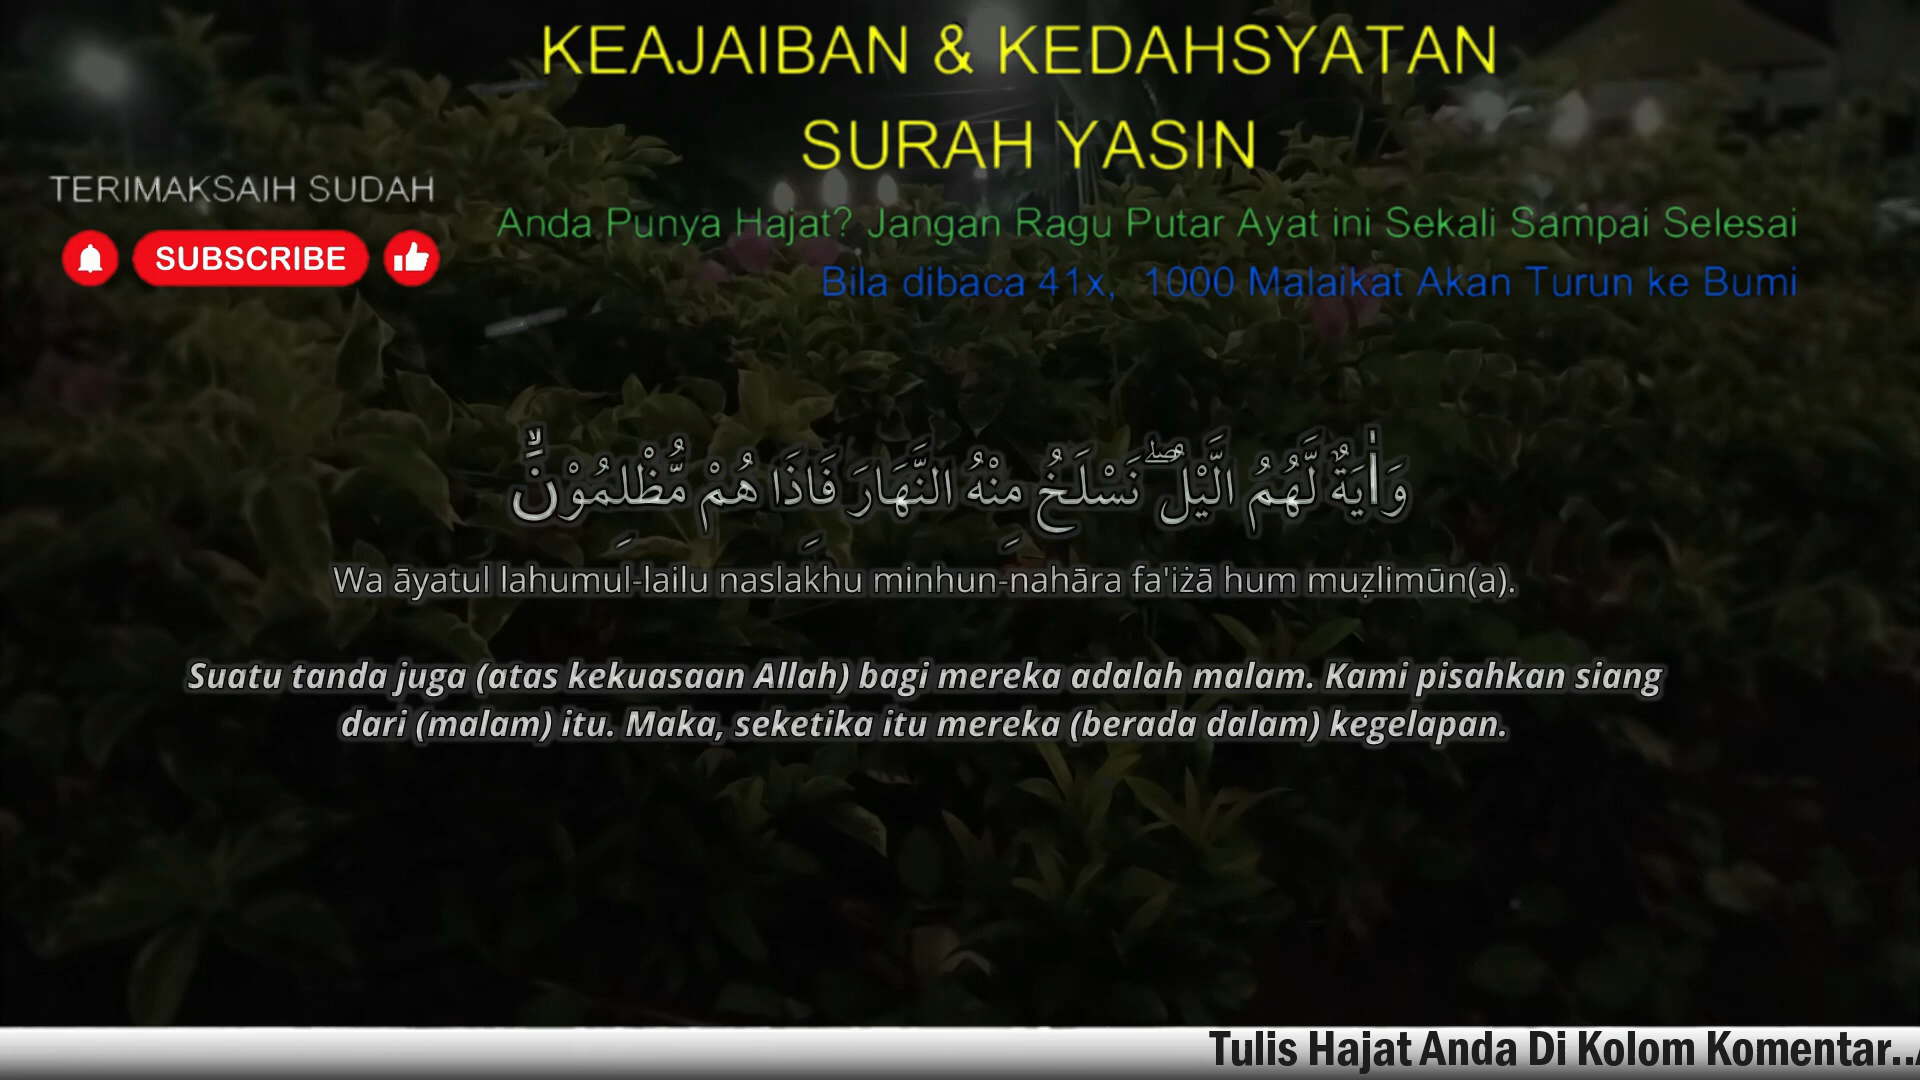 KEAJAIBAN & KEDAHSYATAN
SURAH YASIN
TERIMAKSAIH SUDAH
SUBSCRIBE
Anda Punya Hajat? Jangan Ragu Putar Ayat ini Sekali Sampai Selesai
Bila dibaca 41x, 1000 Malaikat Akan Turun ke Bumi
وَاٰيَةٌ لَّهُمُ الَّيْلُ ۖنَسْلَخُ مِنْهُ النَّهَارَ فَاِذَا هُمْ مُّظْلِمُوْنَۙ
Wa āyatul lahumul-lailu naslakhu minhun-nahāra fa'iżā hum muẓlimūn(a).
Suatu tanda juga (atas kekuasaan Allah) bagi mereka adalah malam. Kami pisahkan siang
dari (malam) itu. Maka, seketika itu mereka (berada dalam) kegelapan.
Tulis Hajat Anda Di Kolom Komentar..